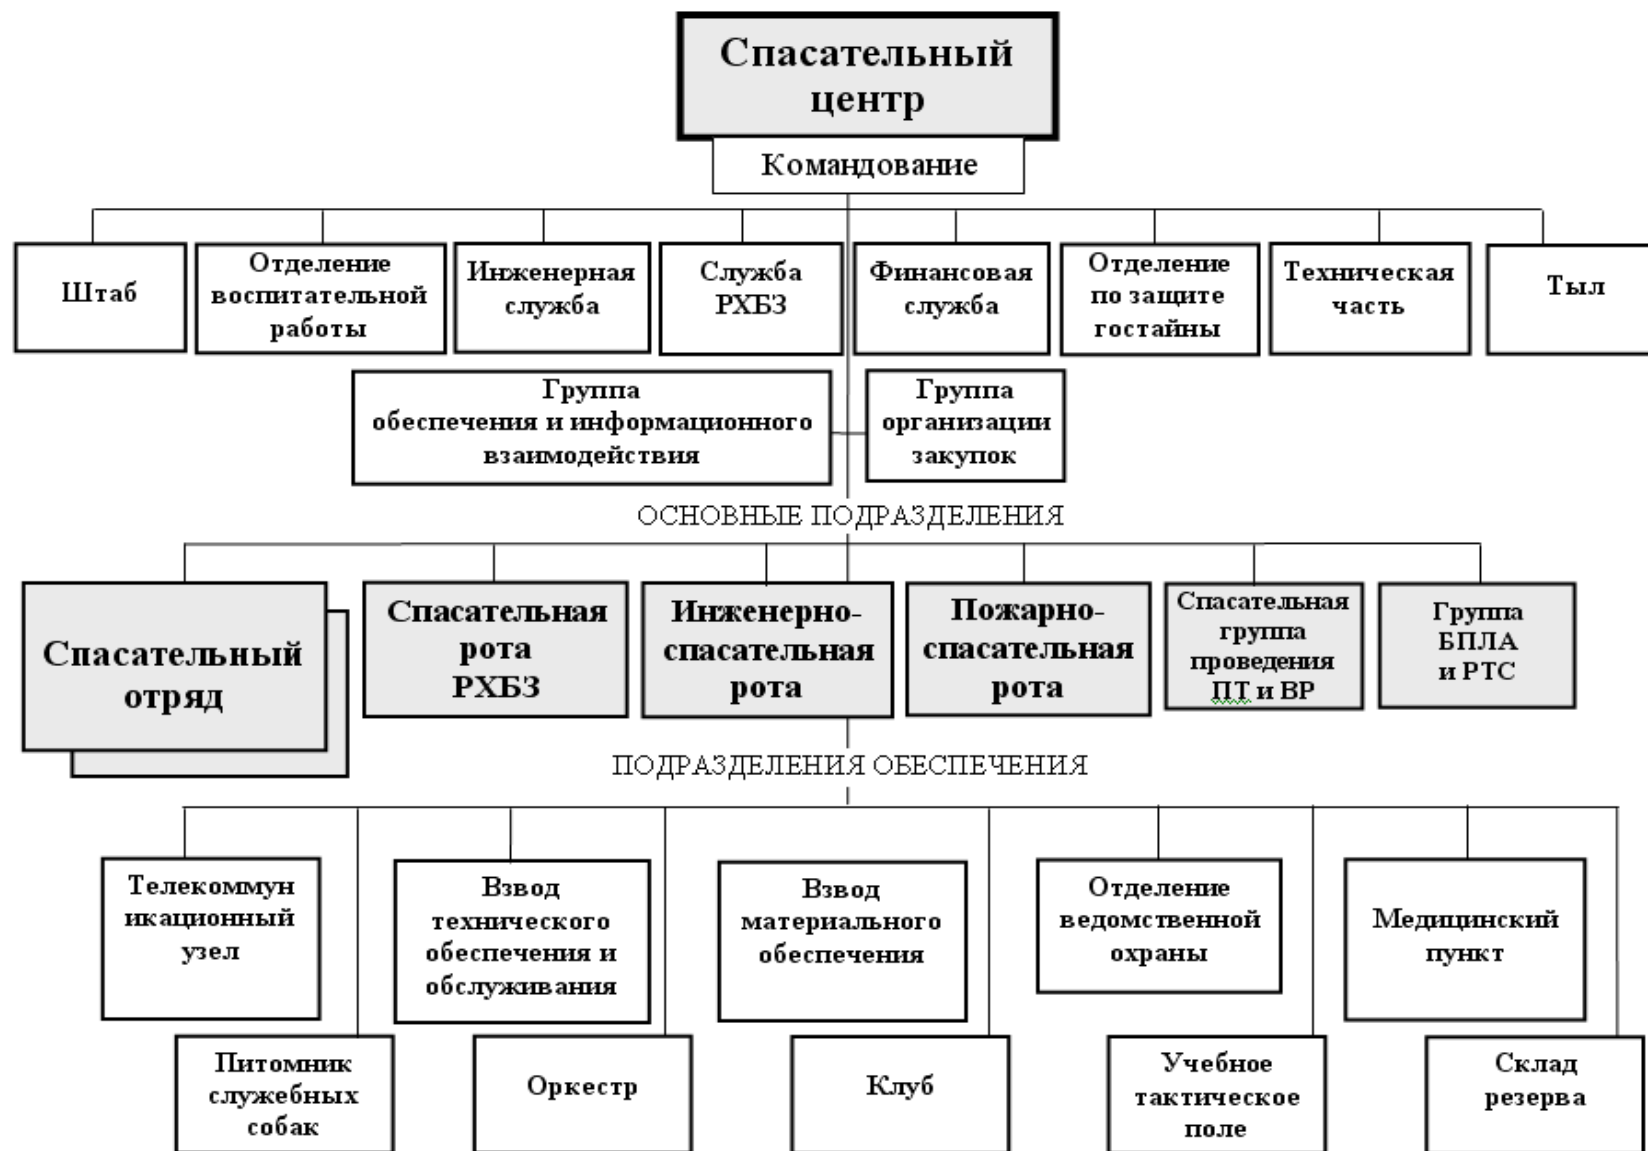 Спасательный
центр
Командование
Штаб
Отделение
воспитательной
работы
Инженерная
служба
Служба
РХБЗ
Финансовая
служба
Отделение
по защите
гостайны
Техническая
часть
Тыл
Группа
обеспечения и информационного
взаимодействия
Группа
организации
закупок
ОСНОВНЫЕ ПОДРАЗДЕЛЕНИЯ
Спасательный
отряд
Спасательная
рота
РХБЗ
Инженерно-
спасательная
рота
Пожарно-
спасательная
рота
Спасательная
группа
проведения
ПТ и ВР
Группа
БПЛА
и РТС
ПОДРАЗДЕЛЕНИЯ ОБЕСПЕЧЕНИЯ
Телекоммун
икационный
узел
Взвод
технического
обеспечения и
обслуживания
Взвод
материального
обеспечения
Отделение
ведомственной
охраны
Медицинский
пункт
Питомник
служебных
собак
Оркестр
Клуб
Учебное
тактическое
поле
Склад
резерва